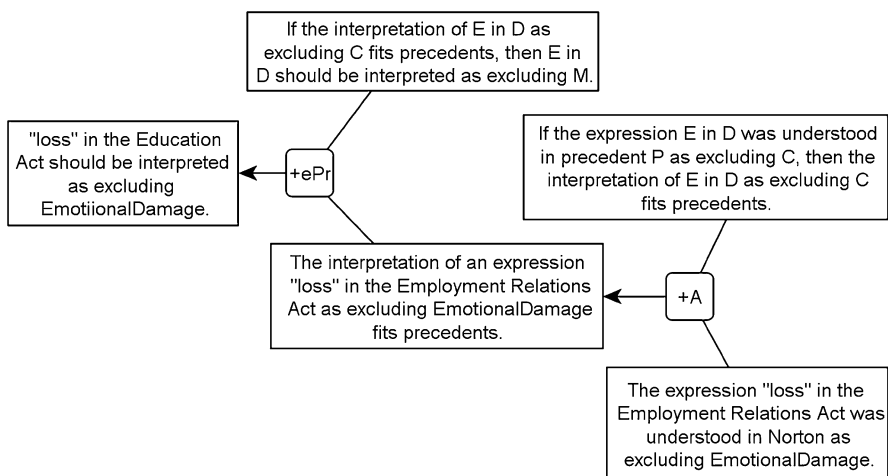 If the interpretation of E in D as
excluding C fits precedents, then E in
D should be interpreted as excluding M.
"loss" in the Education
Act should be interpreted
as excluding
EmotiionalDamage.
+ePr
If the expression E in D was understood
in precedent P as excluding C, then the
interpretation of E in D as excluding C
fits precedents.
The interpretation of an expression
"loss" in the Employment Relations
Act as excluding EmotionalDamage
fits precedents.
+A
The expression "loss" in the
Employment Relations Act was
understood in Norton as
excluding EmotionalDamage.